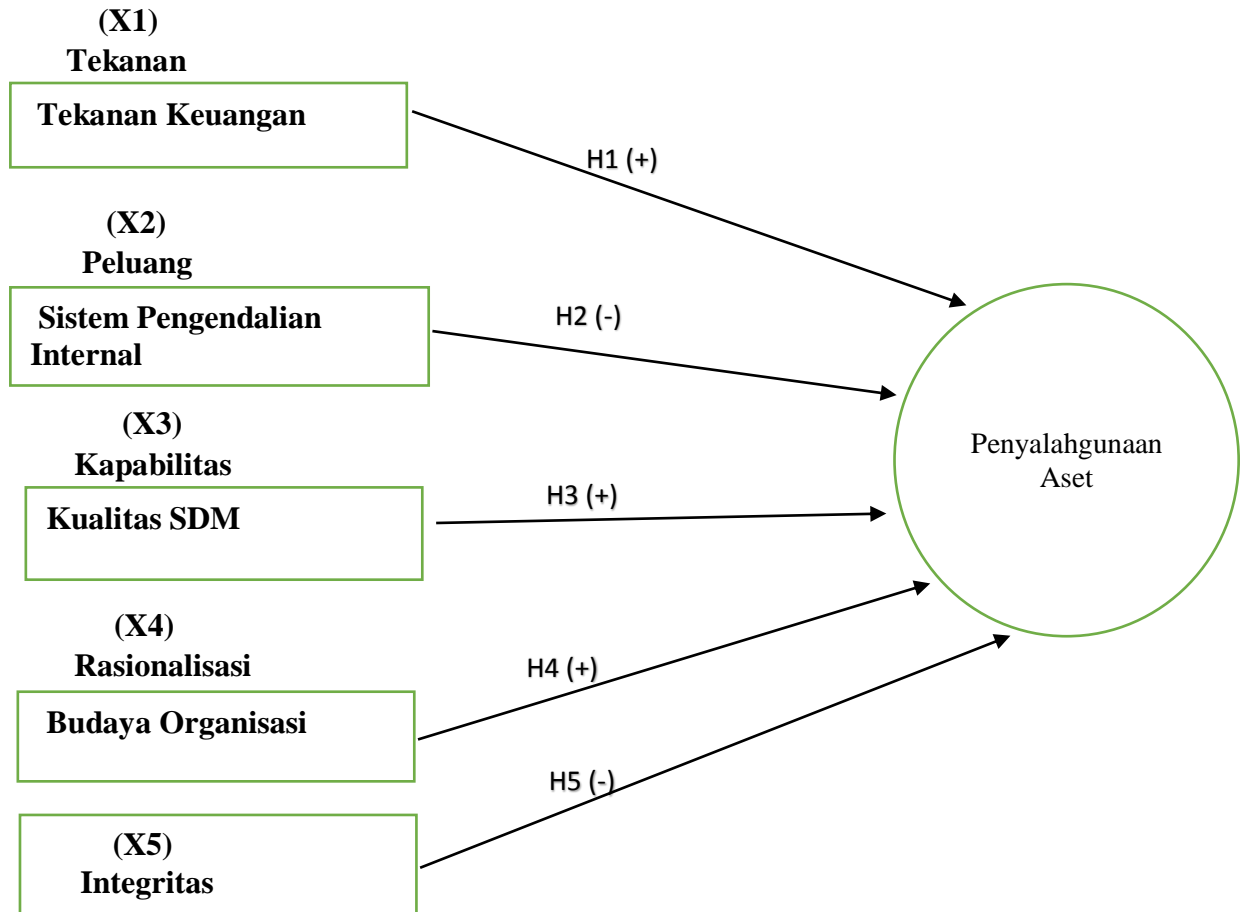 (X1)
Tekanan
Tekanan Keuangan
H1 (+)
(X2)
Peluang
Sistem Pengendalian
Internal
H2 (-)
(X3)
Kapabilitas
Kualitas SDM
H3 (+)
Penyalahgunaan
Aset
(X4)
Rasionalisasi
Budaya Organisasi
H4 (+)
H5 (-)
(X5)
Integritas